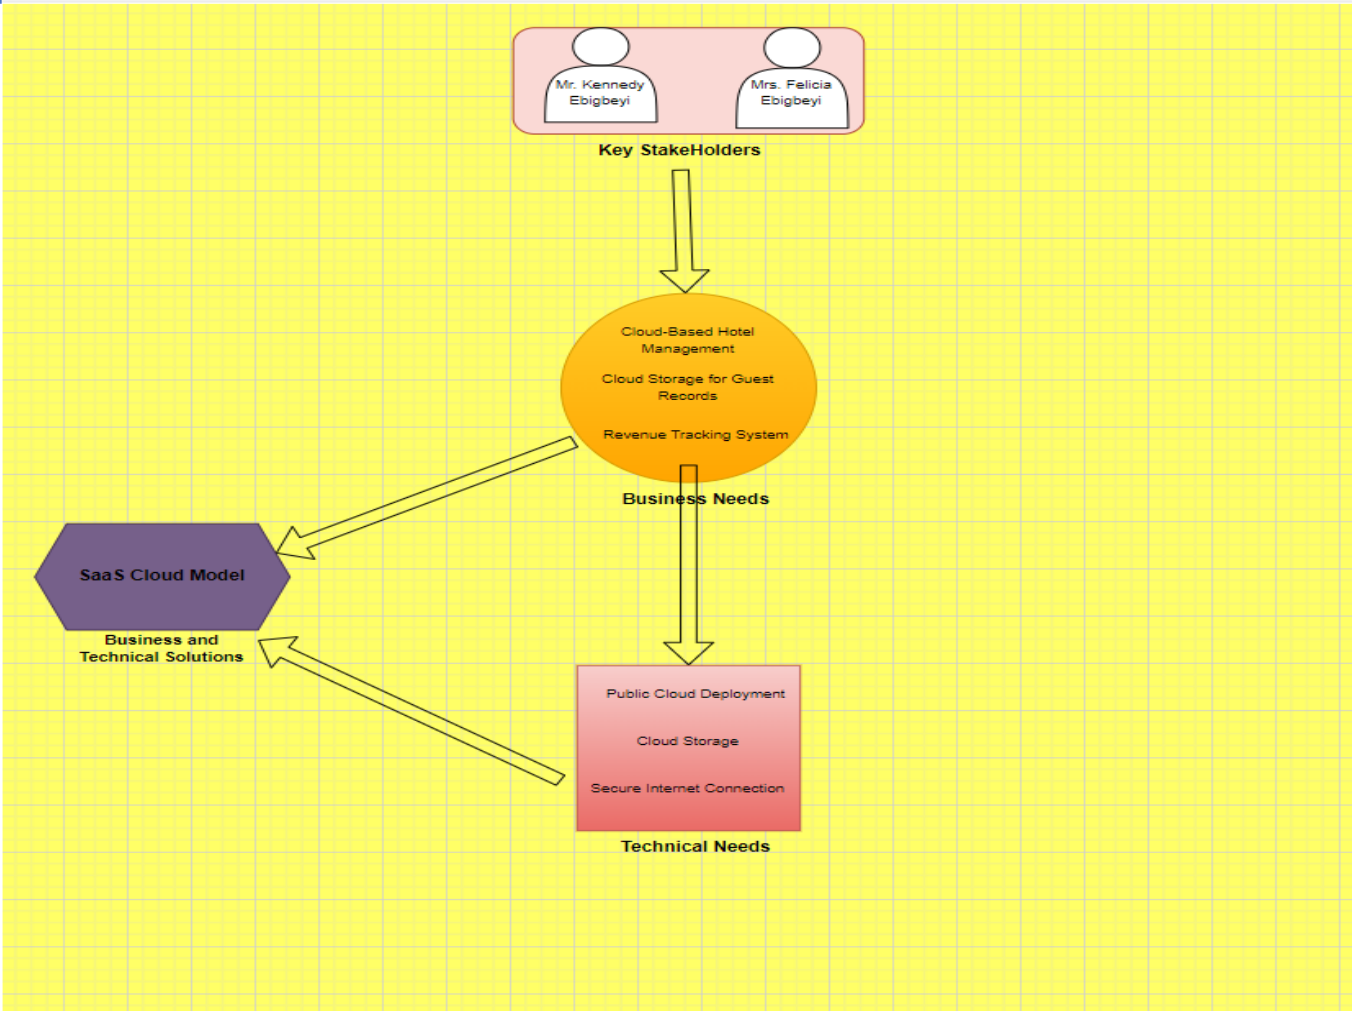 Mr. Kennedy
Ebigbeyi
Mrs. Felicia
Ebigbeyi
Key StakeHolders
Cloud-Based Hotel
Management
Cloud Storage for Guest
Records
Revenue Tracking System
Business Needs
SaaS Cloud Model
Business and
Technical Solutions
Public Cloud Deployment
Cloud Storage
Secure Internet Connection
Technical Needs